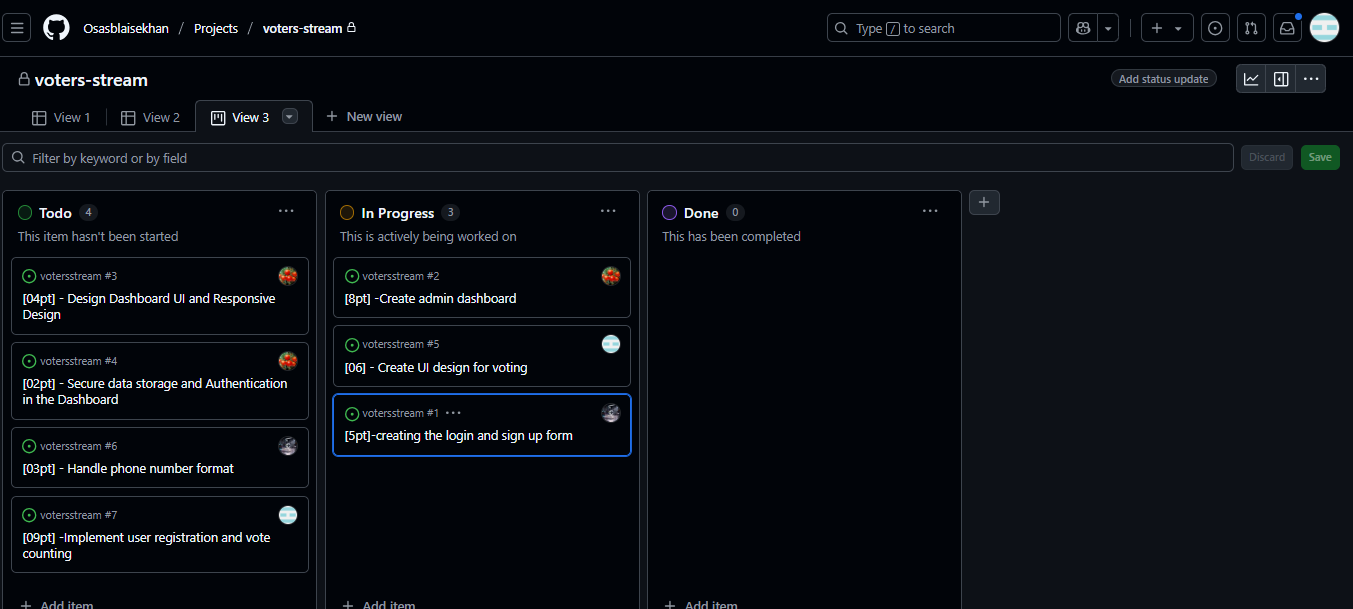 Osasblaisekhan / Projects / voters-stream
Type / to search
voters-stream
Add status update
View 1
View 2
View 3
New view
Filter by keyword or by field
Discard
Save
Todo 4
This item hasn't been started
votersstream #3
[04pt] - Design Dashboard UI and Responsive
Design
votersstream #4
[02pt] - Secure data storage and Authentication
in the Dashboard
votersstream #6
[03pt] - Handle phone number format
votersstream #7
[09pt] -Implement user registration and vote
counting
+ Add item
In Progress 3
This is actively being worked on
votersstream #2
[8pt] -Create admin dashboard
votersstream #5
[06] - Create UI design for voting
votersstream #1 ···
[5pt]-creating the login and sign up form
+ Add item
Done 0
This has been completed
+ Add item